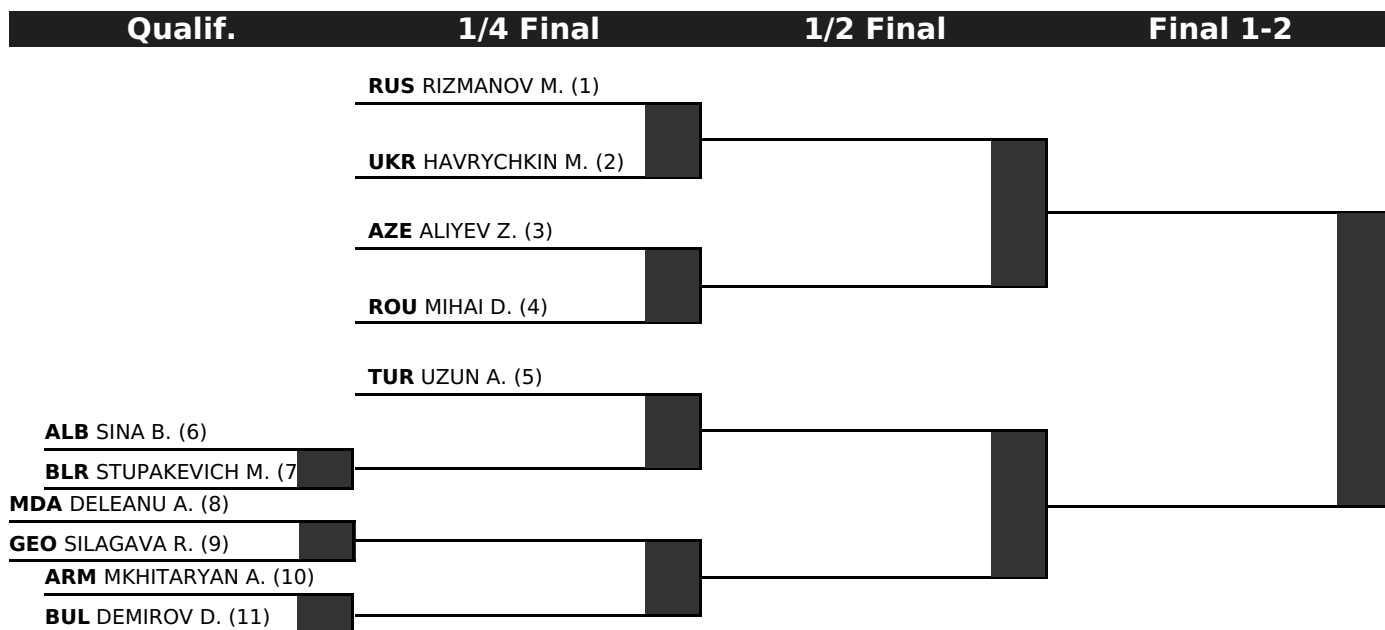 Qualif. 1/4 Final 1/2 Final Final 1-2
RUS RIZMANOV M. (1)
UKR HAVRYCHKIN M. (2)
AZE ALIYEV Z. (3)
ROU MIHAI D. (4)
TUR UZUN A. (5)
ALB SINA B. (6)
BLR STUPAKEVICH M. (7
MDA DELEANU A. (8)
GEO SILAGAVA R. (9)
ARM MKHITARYAN A. (10)
BUL DEMIROV D. (11)